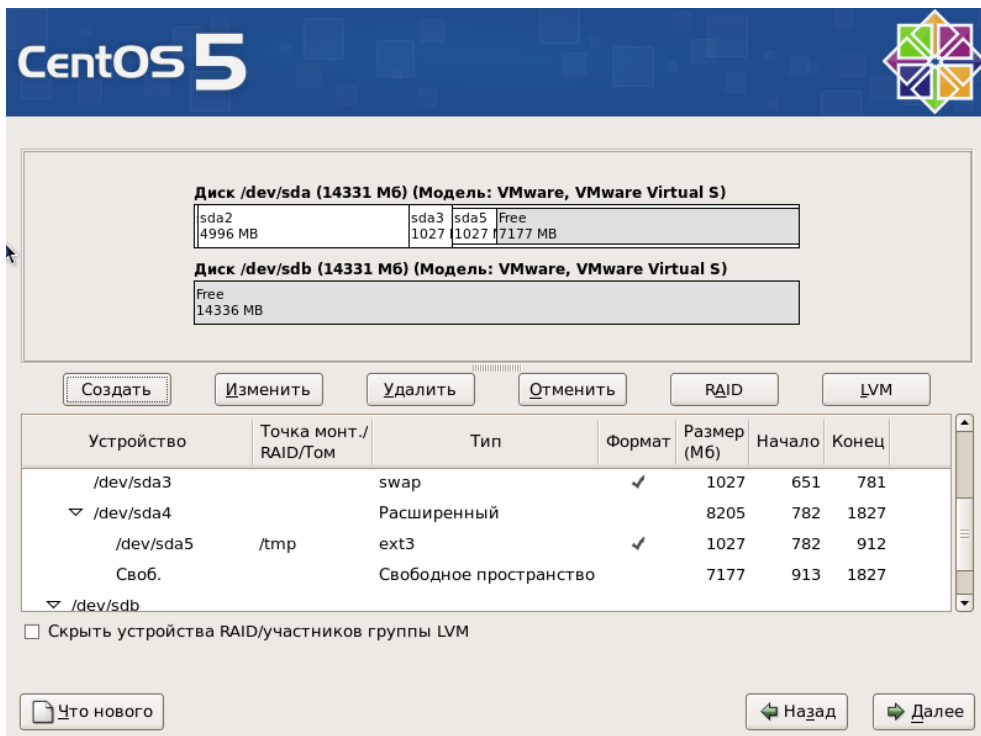 CentOS 5
Диск /dev/sda (14331 Мб) (Модель: VMware, VMware Virtual S)
sda2 sda3 sda5 Free
4996 MB 1027 1027 7177 MB
Диск /dev/sdb (14331 Мб) (Модель: VMware, VMware Virtual S)
Free
14336 MB
Создать Изменить Удалить Отменить RAID LVM
Устройство Точка монт./ RAID/Том Тип Формат Размер (Мб) Начало Конец
/dev/sda3 swap 1027 651 781
/dev/sda4 Расширенный 8205 782 1827
/dev/sda5 /tmp ext3 1027 782 912
Своб. Свободное пространство 7177 913 1827
/dev/sdb
Скрыть устройства RAID/участников группы LVM
Что нового Назад Далее